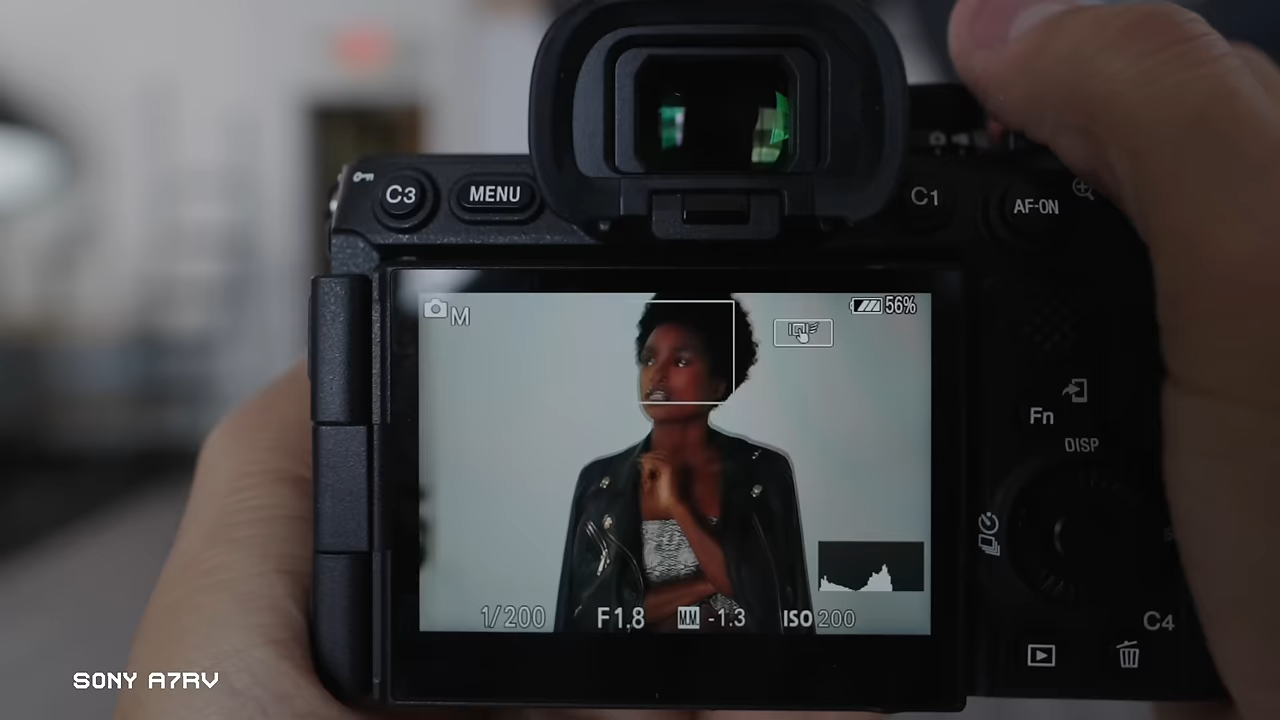 C3
MENU
C1
AF-ON
M
56%
Fn
DISP
1/200 F1.8 M.M. -1.3 ISO 200
C4
SONY A7RV